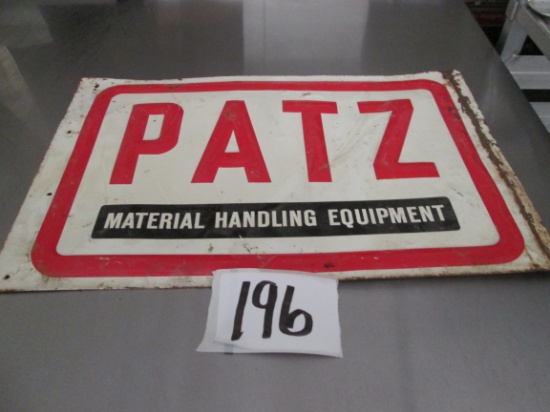 PATZ
MATERIAL HANDLING EQUIPMENT
196